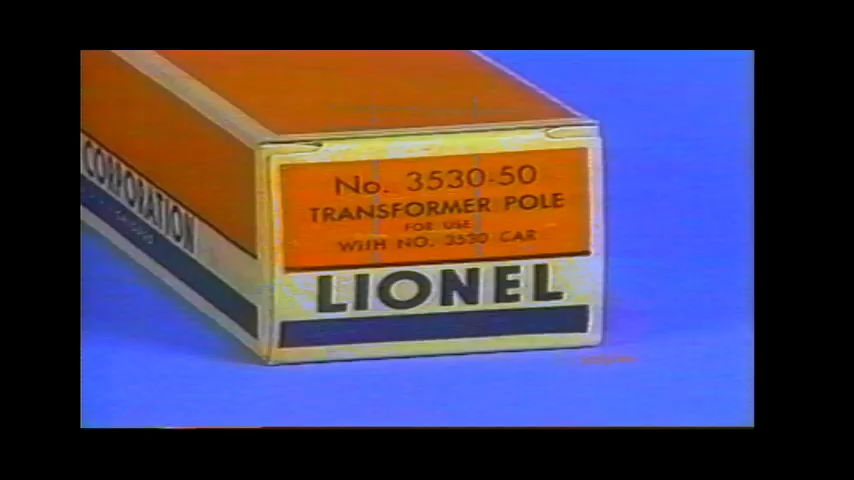 CORPORATION
No. 3530-50
TRANSFORMER POLE
FOR USE
WITH NO. 3530 CAR
LIONEL